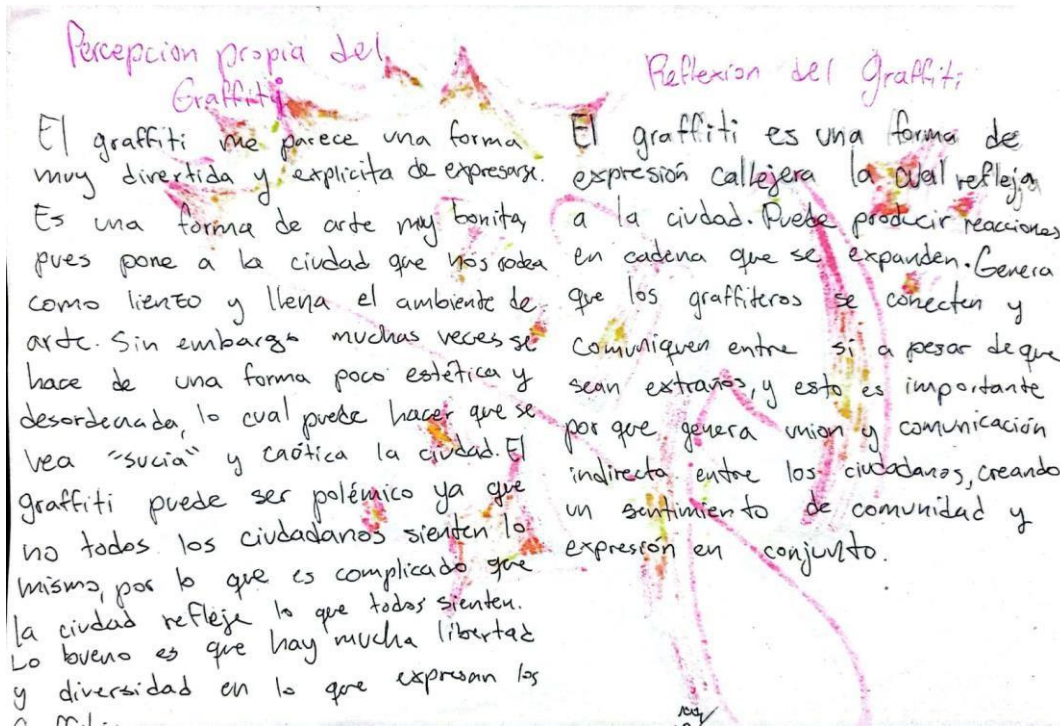 Percepcion propia del
Graffiti
El graffiti me parece una forma
muy divertida y explicita de expresarse.
Es una forma de arte muy bonita,
pues pone a la ciudad que nos rodea
como lienzo y llena el ambiente de
arte. Sin embargo muchas veces se
hace de una forma poco estética y
desordenada, lo cual puede hacer que se
vea "sucia" y caótica la ciudad. El
graffiti puede ser polémico ya que
no todos los ciudadanos sienten lo
mismo, por lo que es complicado que
la ciudad refleje lo que todos sienten.
Lo bueno es que hay mucha libertad
y diversidad en lo que expresan los
Reflexion del Graffiti
El graffiti es una forma de
expresión callejera la cual refleja
a la ciudad. Puede producir reacciones
en cadena que se expanden. Genera
que los graffiteros se conecten y
comuniquen entre si a pesar de que
sean extraños, y esto es importante
por que genera union y comunicación
indirecta entre los ciudadanos, creando
un sentimiento de comunidad y
expresión en conjunto.